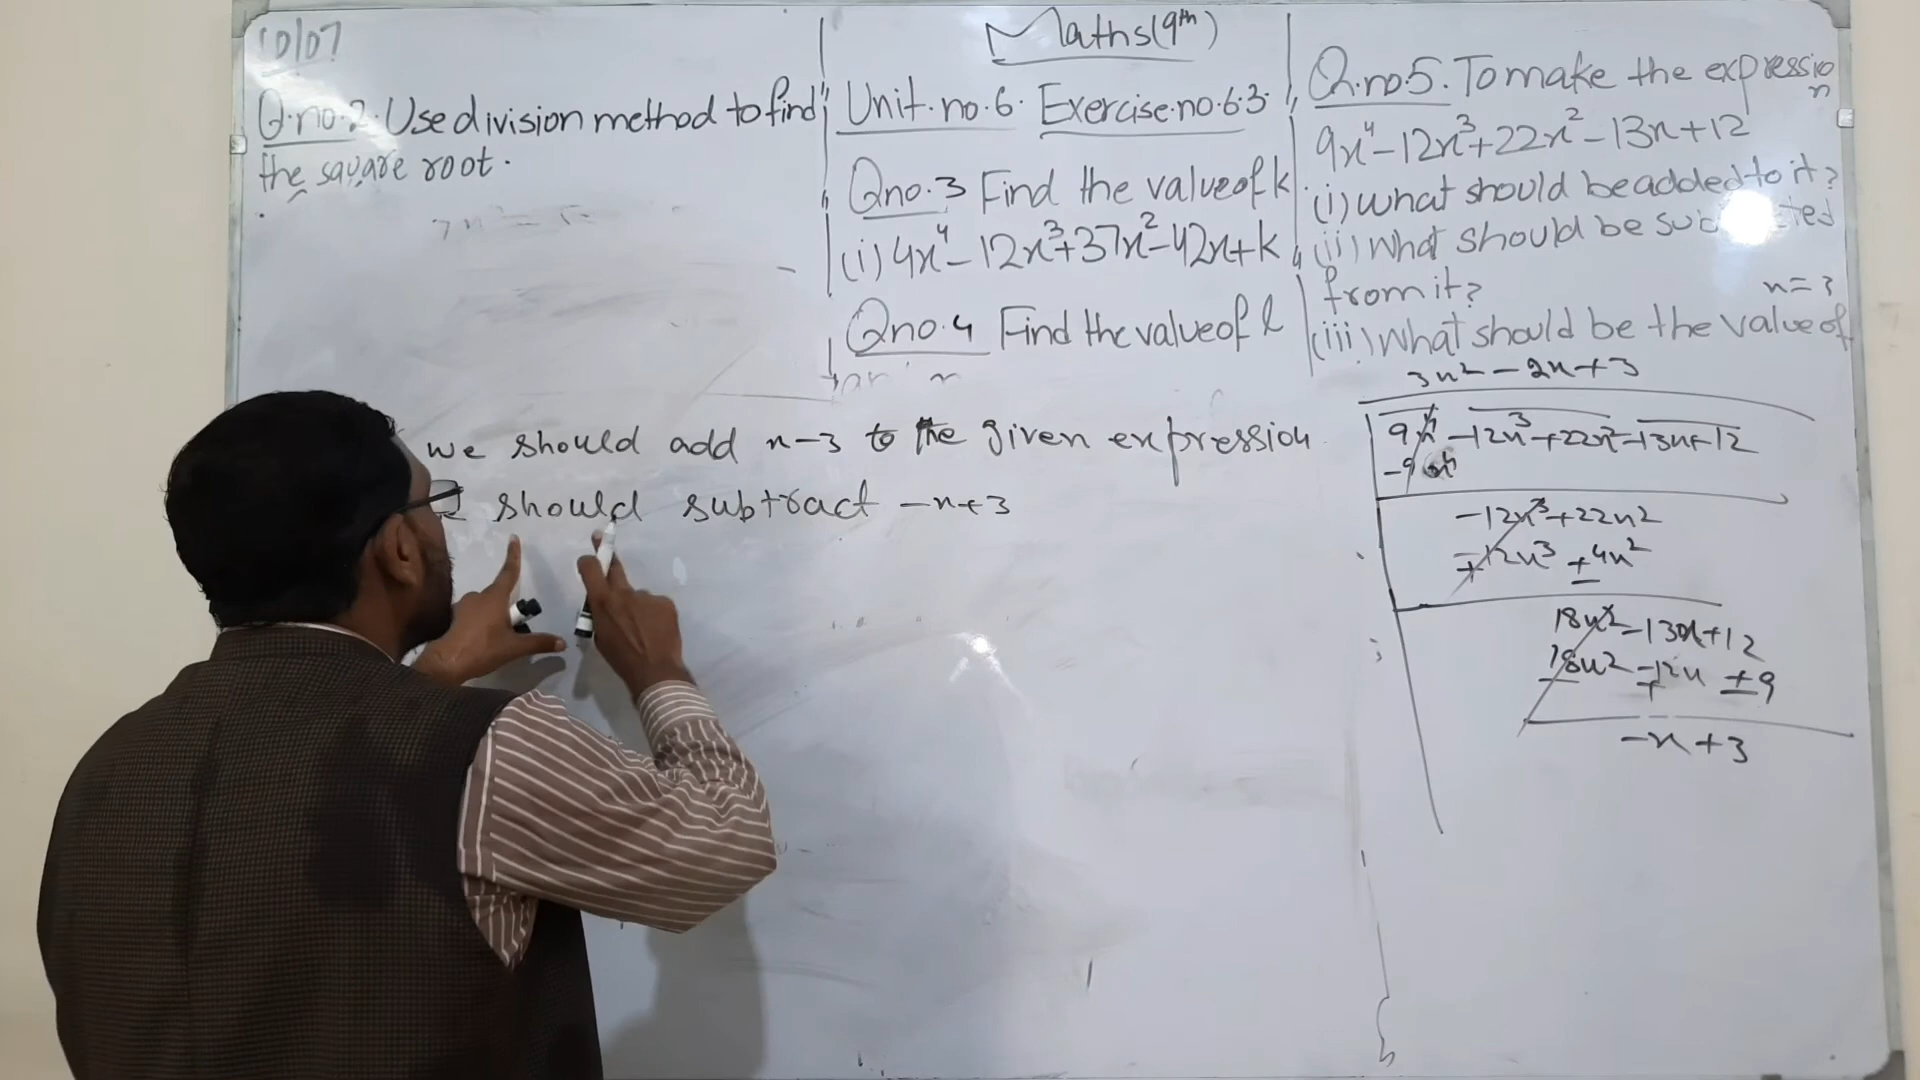 10/07
Q.no.2. Use division method to find
the square root.
Maths(9th)
Unit.no.6. Exercise.no.6.3.
Qno.3 Find the value of k
(i) 4x⁴-12x³+37x²-42x+k
Qno.4 Find the value of l
Q.no.5. To make the expression
9x⁴-12x³+22x²-13x+12
(i) what should be added to it?
(ii) What should be subtracted
from it?
x=3
(iii) What should be the value of
we should add x-3 to the given expression
should subtract -x+3
3x²-2x+3
9x⁴-12x³+22x²-13x+12
-9x⁴
-12x³+22x²
+12x³ ±4x²
18x²-13x+12
18x² -12x ±9
-x+3